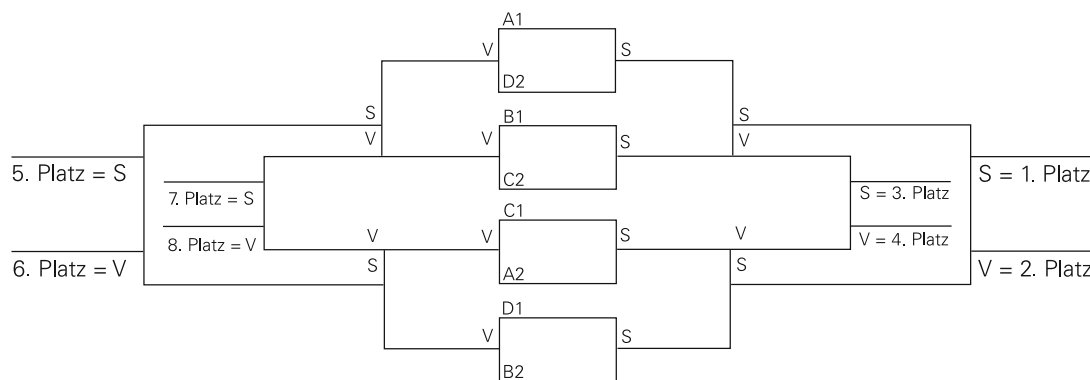 A1
V S
D2
S B1 S
V V S V
5. Platz = S C2 S = 1. Platz
7. Platz = S S = 3. Platz
C1
8. Platz = V V V S V V = 4. Platz
6. Platz = V S A2 S V = 2. Platz
D1
V S
B2